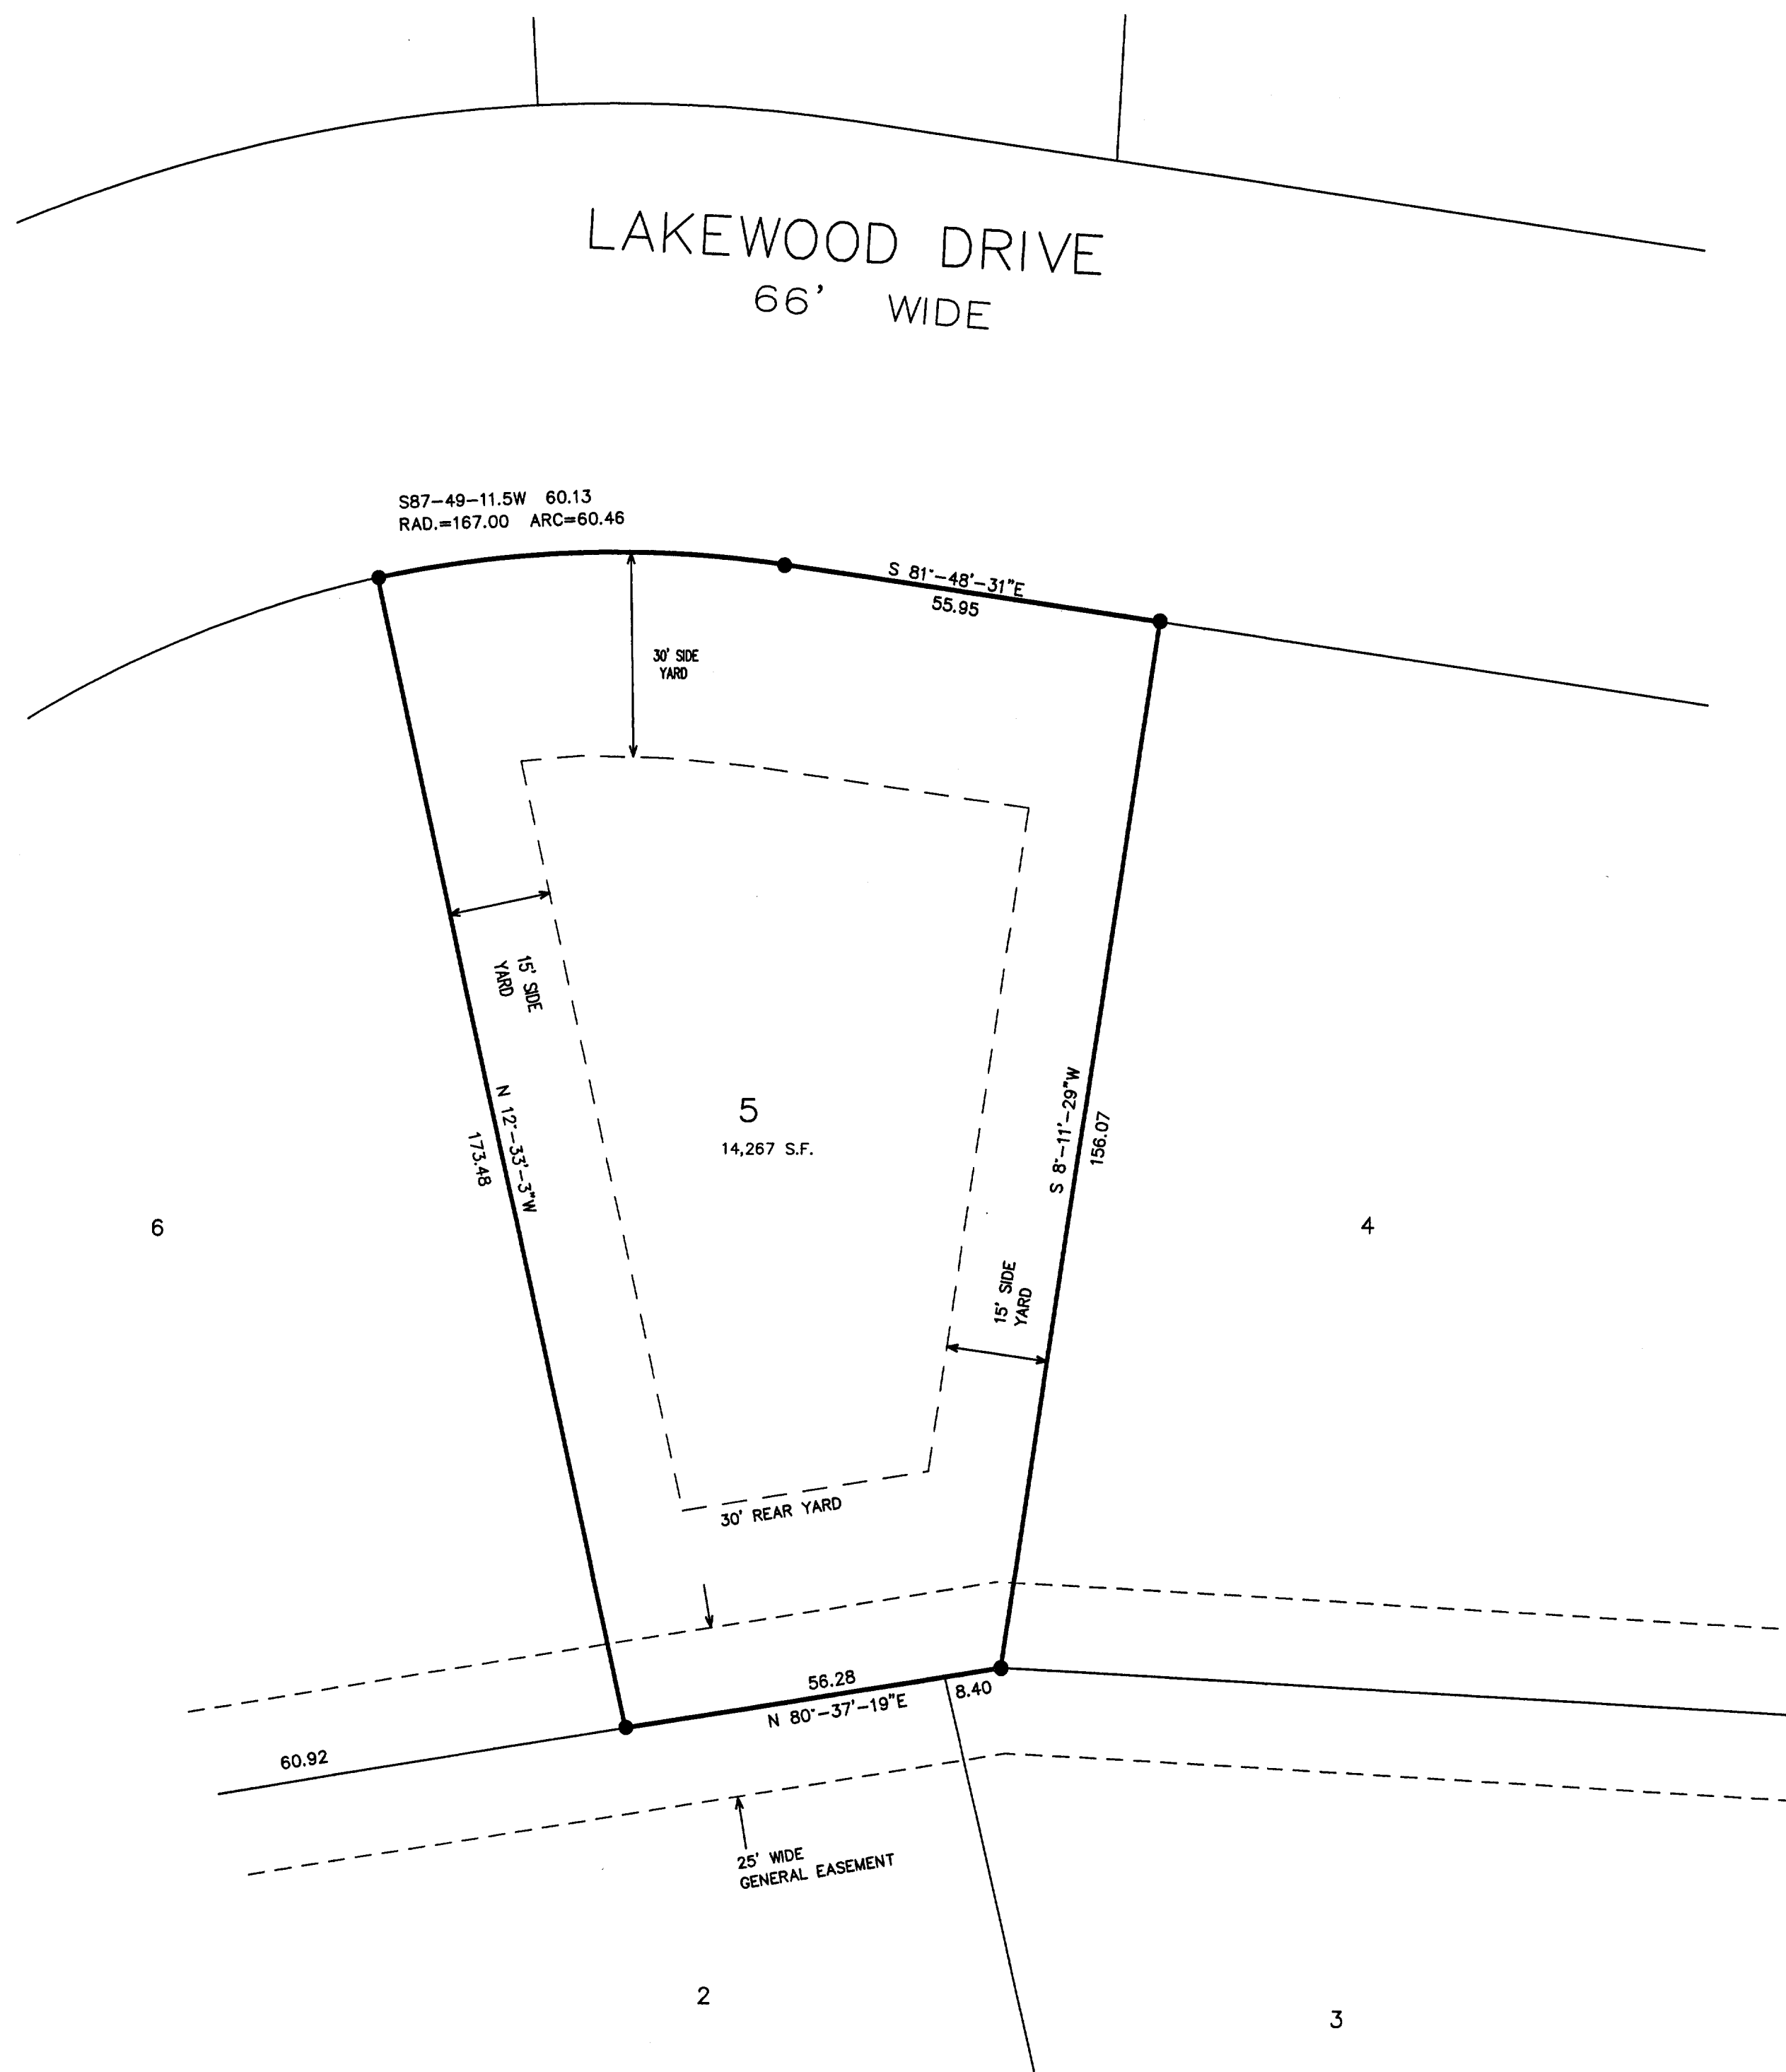 LAKEWOOD DRIVE
66' WIDE
S87-49-11.5W 60.13
RAD.=167.00 ARC=60.46
S 81°-48'-31"E
55.95
30' SIDE
YARD
15' SIDE
YARD
N 12°-33'-3"W
173.48
5
14,267 S.F.
S 8°-11'-29"W
156.07
6
4
15' SIDE
YARD
30' REAR YARD
56.28
N 80°-37'-19"E
8.40
60.92
25' WIDE
GENERAL EASEMENT
2
3